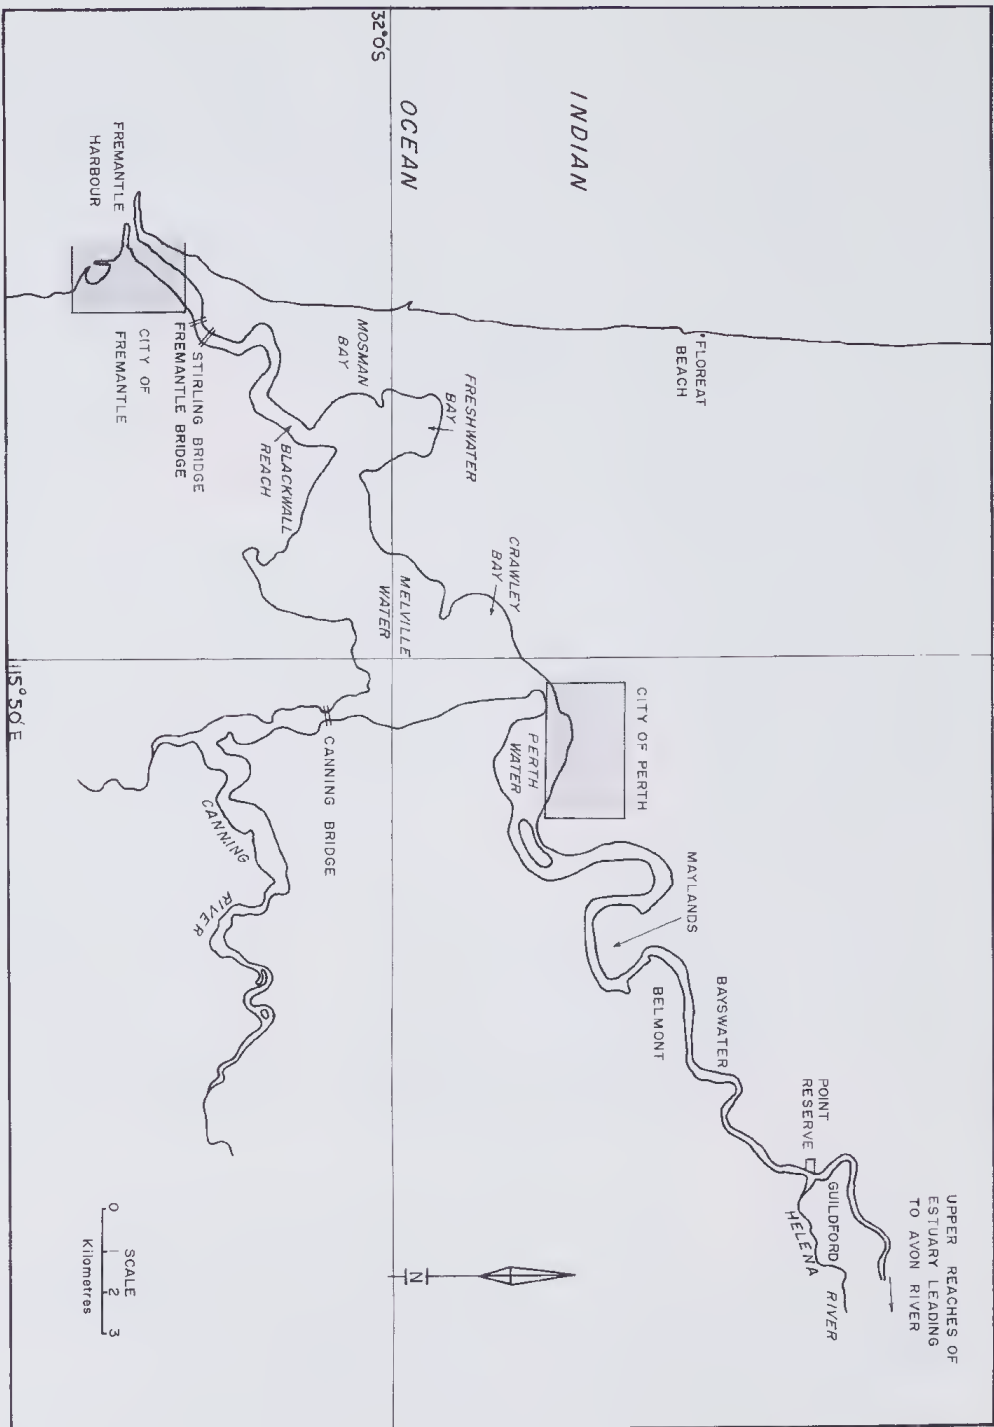 UPPER REACHES OF
ESTUARY LEADING
TO AVON RIVER
INDIAN
OCEAN
32°0'S
FLOREAT
BEACH
CITY OF PERTH
MAYLANDS
BAYSWATER
POINT
RESERVE
GUILDFORD
HELENA RIVER
BELMONT
FRESHWATER
BAY
CRAWLEY
BAY
PERTH
WATER
MOSMAN
BAY
MELVILLE
WATER
BLACKWALL
REACH
STIRLING BRIDGE
FREMANTLE BRIDGE
CITY OF
FREMANTLE
FREMANTLE
HARBOUR
CANNING BRIDGE
CANNING RIVER
115°50'E
N
SCALE
0 1 2 3
Kilometres